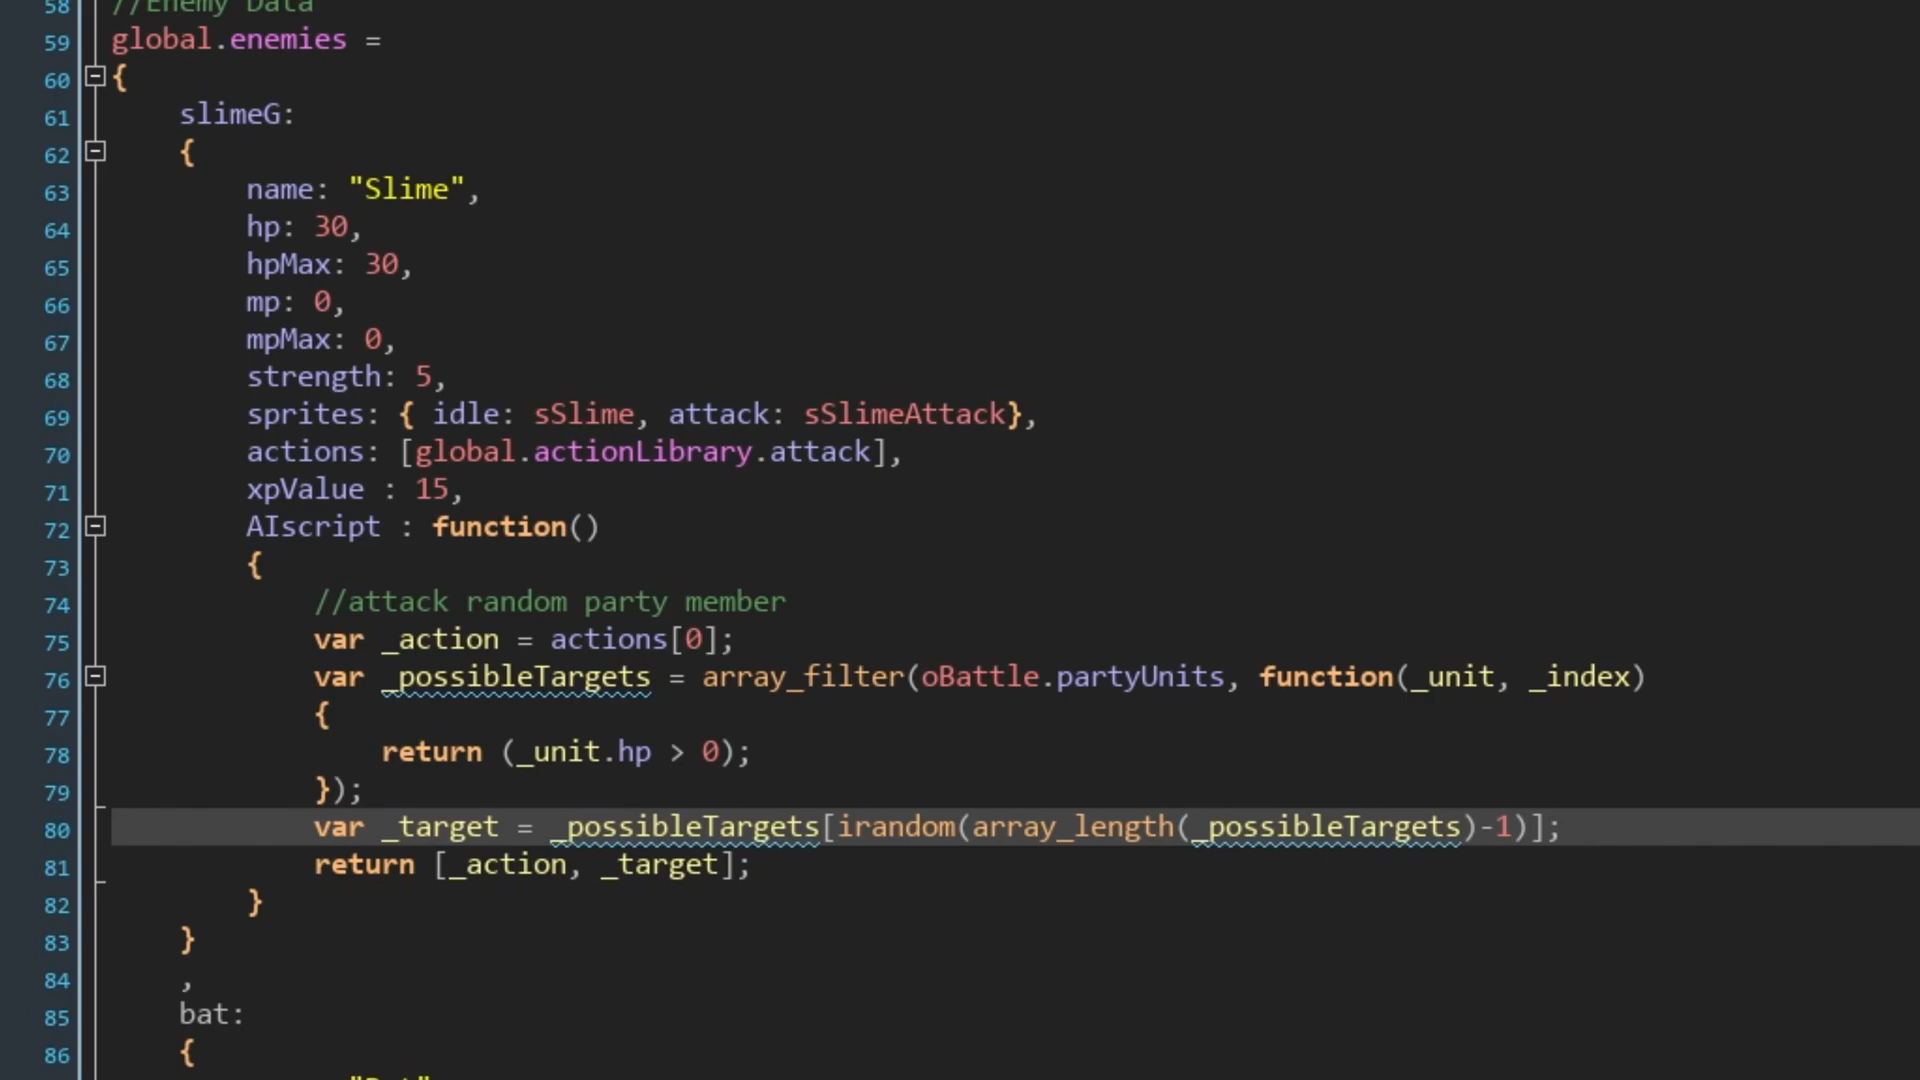 58 //Enemy Data
59 global.enemies =
60 {
61 slimeG:
62 {
63 name: "Slime",
64 hp: 30,
65 hpMax: 30,
66 mp: 0,
67 mpMax: 0,
68 strength: 5,
69 sprites: { idle: sSlime, attack: sSlimeAttack},
70 actions: [global.actionLibrary.attack],
71 xpValue : 15,
72 AIscript : function()
73 {
74 //attack random party member
75 var _action = actions[0];
76 var _possibleTargets = array_filter(oBattle.partyUnits, function(_unit, _index)
77 {
78 return (_unit.hp > 0);
79 });
80 var _target = _possibleTargets[irandom(array_length(_possibleTargets)-1)];
81 return [_action, _target];
82 }
83 }
84 ,
85 bat:
86 {